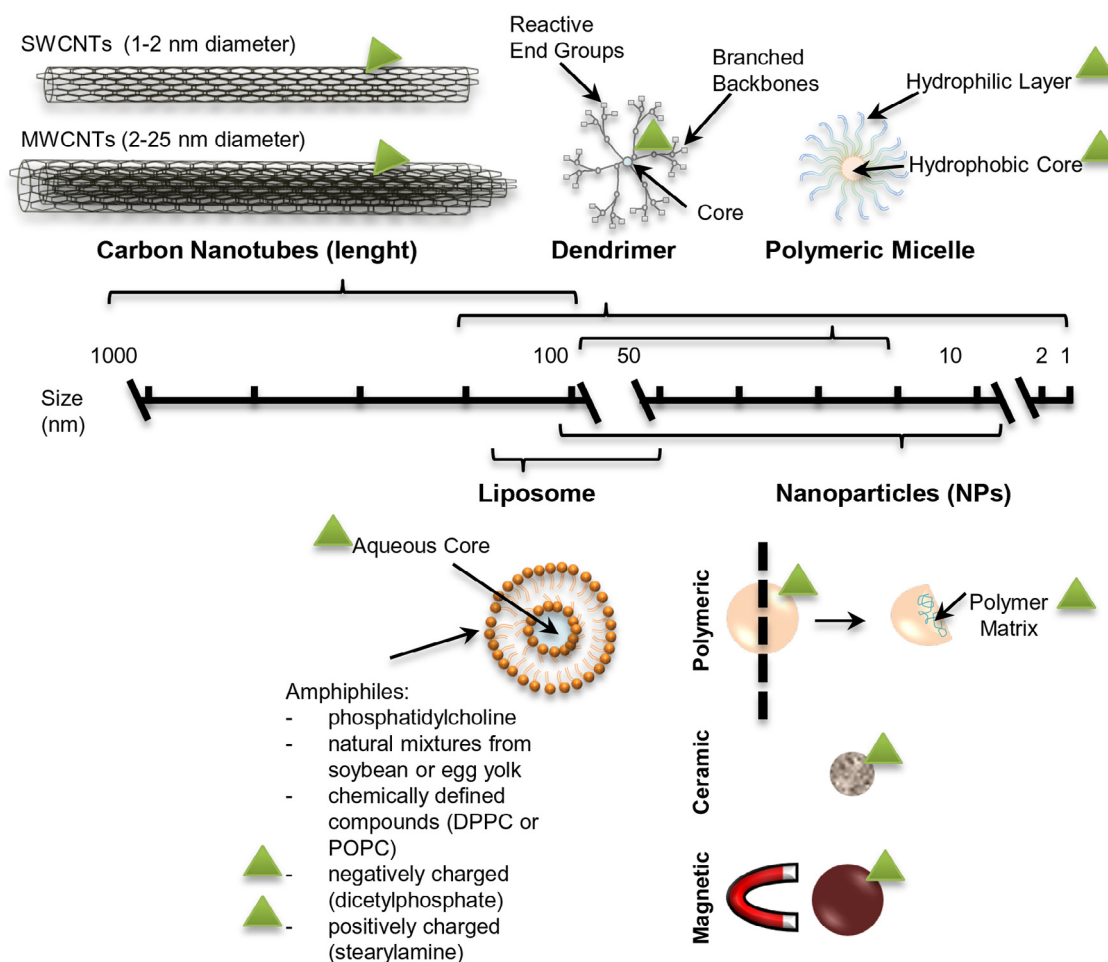 SWCNTs (1-2 nm diameter)
MWCNTs (2-25 nm diameter)
Carbon Nanotubes (lenght)
Reactive
End Groups
Branched
Backbones
Core
Dendrimer
Hydrophilic Layer
Hydrophobic Core
Polymeric Micelle
1000 100 50 10 2 1
Size
(nm)
Liposome
Nanoparticles (NPs)
Aqueous Core
Amphiphiles:
- phosphatidylcholine
- natural mixtures from
soybean or egg yolk
- chemically defined
compounds (DPPC or
POPC)
- negatively charged
(dicetylphosphate)
- positively charged
(stearylamine)
Polymeric
Polymer
Matrix
Ceramic
Magnetic